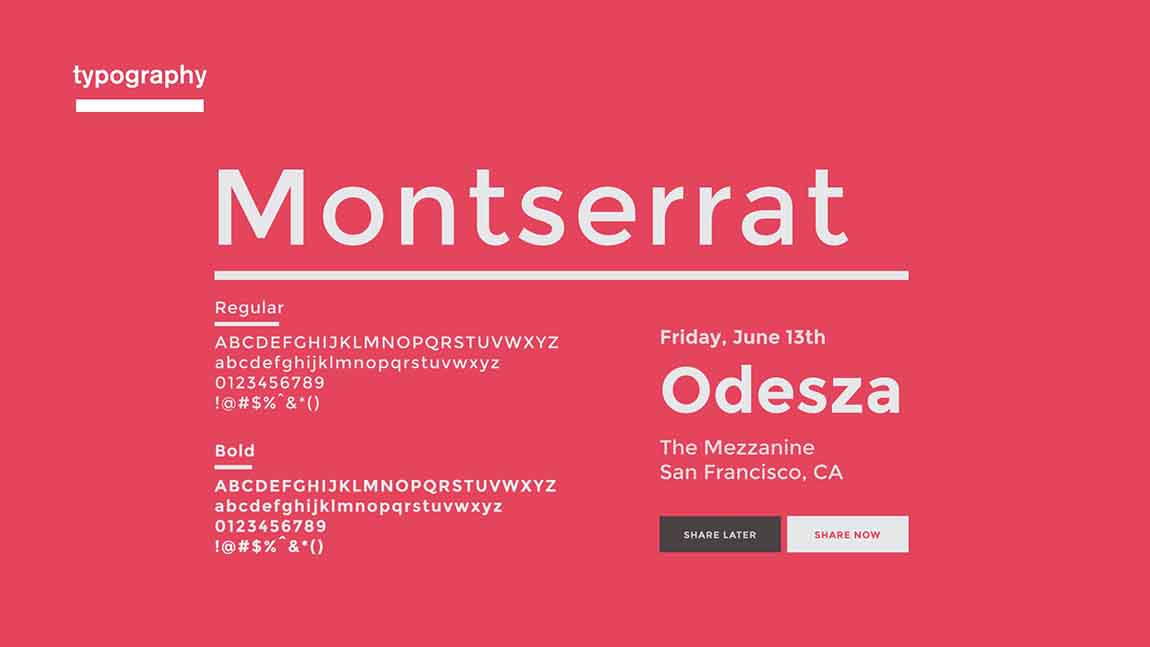 typography
Montserrat
Regular
ABCDEFGHIJKLMNOPQRSTUVWXYZ
abcdefghijklmnopqrstuvwxyz
0123456789
!@#$%^&*()
Bold
ABCDEFGHIJKLMNOPQRSTUVWXYZ
abcdefghijklmnopqrstuvwxyz
0123456789
!@#$%^&*()
Friday, June 13th
Odesza
The Mezzanine
San Francisco, CA
SHARE LATER
SHARE NOW